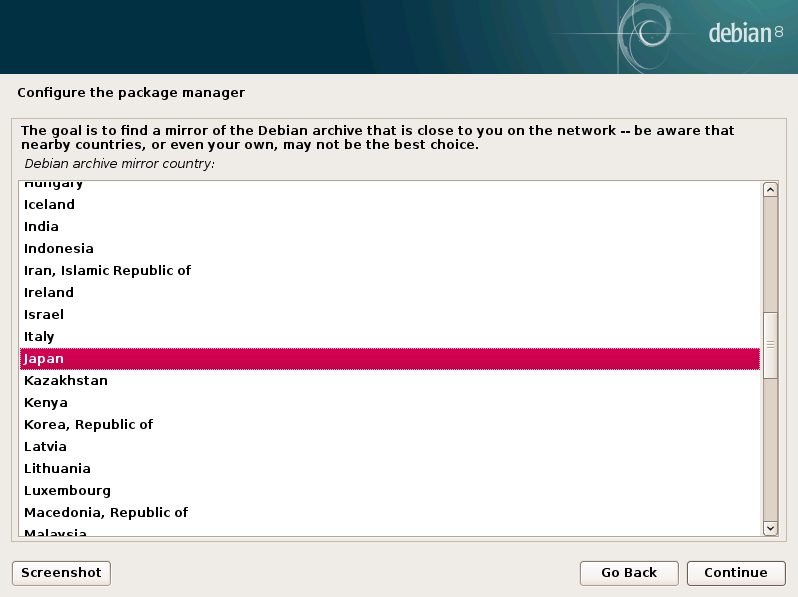 debian 8
Configure the package manager
The goal is to find a mirror of the Debian archive that is close to you on the network -- be aware that
nearby countries, or even your own, may not be the best choice.
Debian archive mirror country:
Hungary
Iceland
India
Indonesia
Iran, Islamic Republic of
Ireland
Israel
Italy
Japan
Kazakhstan
Kenya
Korea, Republic of
Latvia
Lithuania
Luxembourg
Macedonia, Republic of
Malaysia
Screenshot
Go Back
Continue